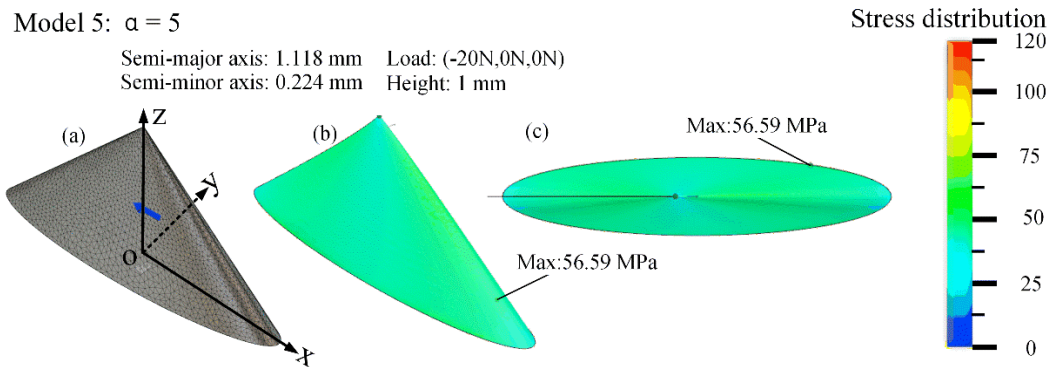 Model 5: α = 5
Semi-major axis: 1.118 mm Load: (-20N,0N,0N)
Semi-minor axis: 0.224 mm Height: 1 mm
Stress distribution
120
100
75
50
25
0
(a)
z
y
o
x
(b)
Max:56.59 MPa
(c)
Max:56.59 MPa